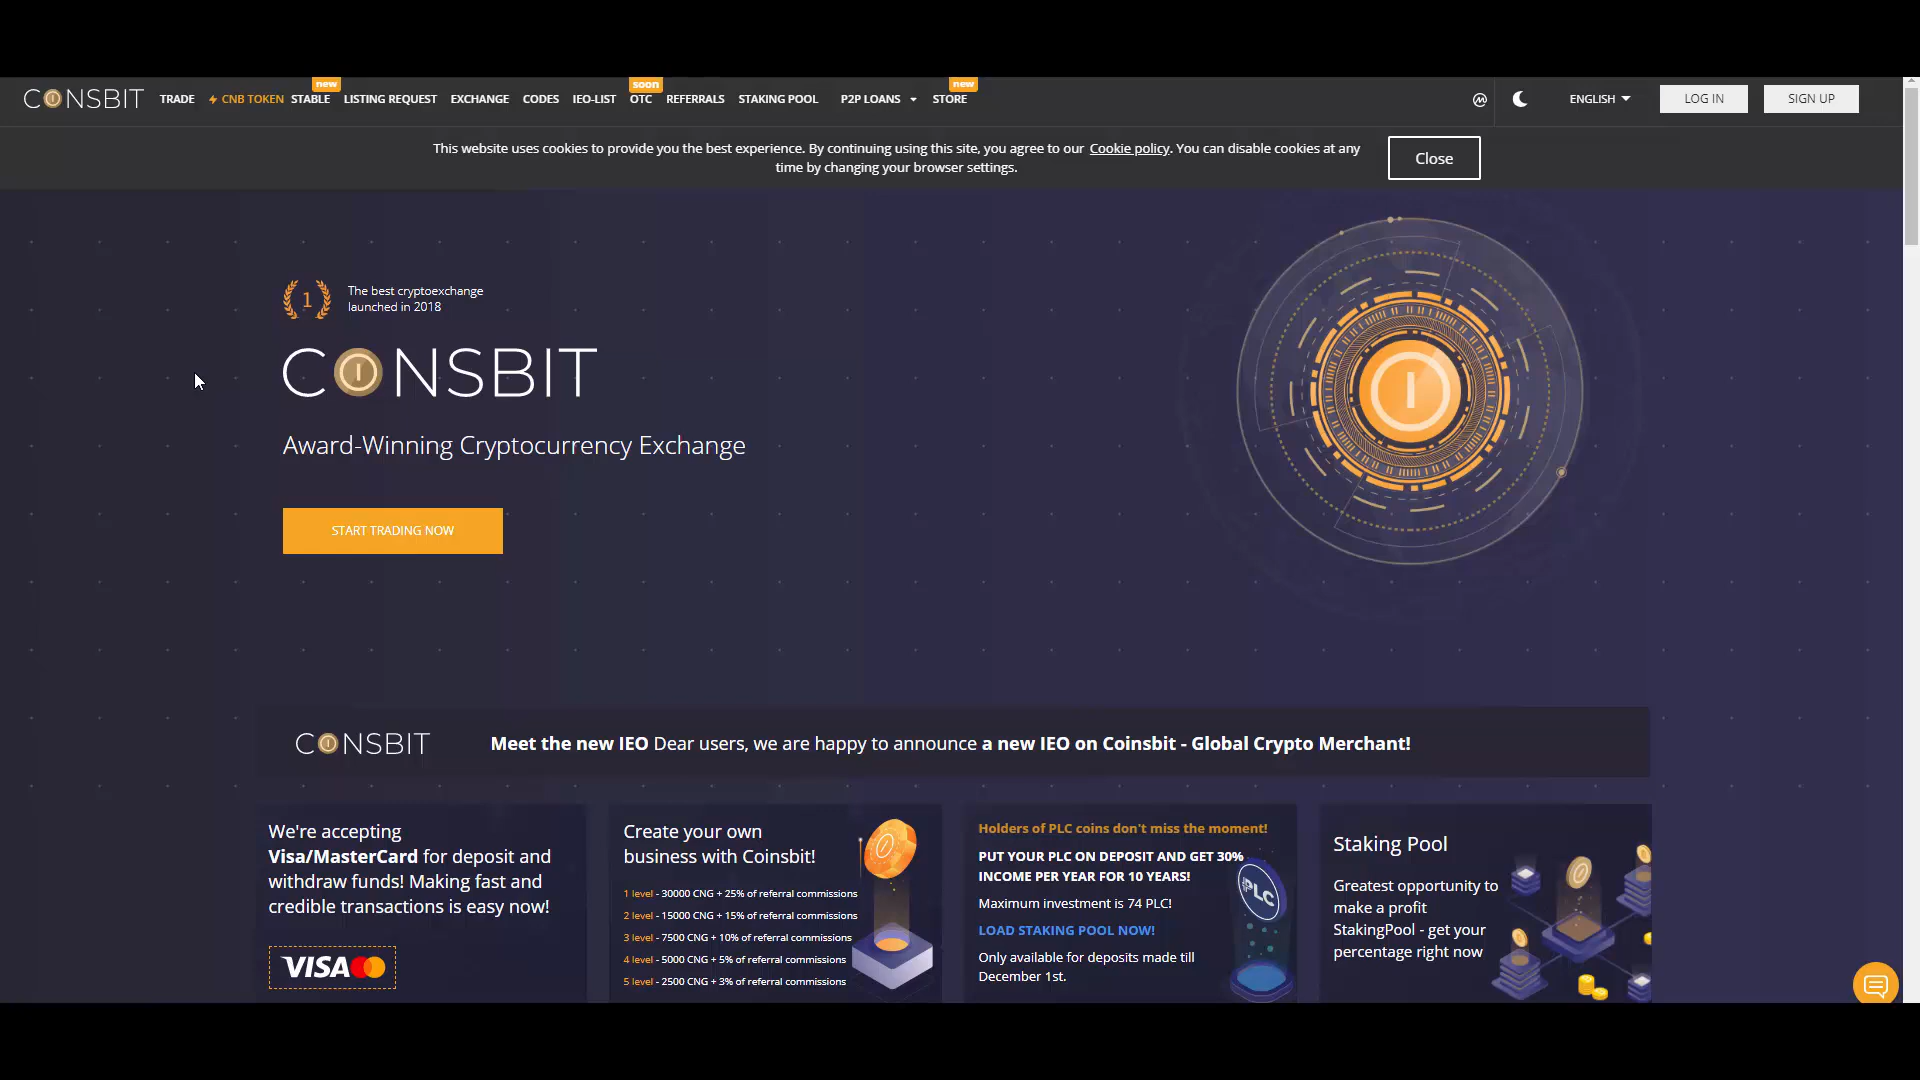 CONSBIT
TRADE
CNB TOKEN
new
STABLE
LISTING REQUEST
EXCHANGE
CODES
IEO-LIST
soon
OTC
REFERRALS
STAKING POOL
P2P LOANS
new
STORE
ENGLISH
LOG IN
SIGN UP
This website uses cookies to provide you the best experience. By continuing using this site, you agree to our Cookie policy. You can disable cookies at any
time by changing your browser settings.
Close
1
The best cryptoexchange
launched in 2018
CONSBIT
Award-Winning Cryptocurrency Exchange
START TRADING NOW
CONSBIT
Meet the new IEO Dear users, we are happy to announce a new IEO on Coinsbit - Global Crypto Merchant!
We're accepting
Visa/MasterCard for deposit and
withdraw funds! Making fast and
credible transactions is easy now!
VISA
Create your own
business with Coinsbit!
1 level - 30000 CNG + 25% of referral commissions
2 level - 15000 CNG + 15% of referral commissions
3 level - 7500 CNG + 10% of referral commissions
4 level - 5000 CNG + 5% of referral commissions
5 level - 2500 CNG + 3% of referral commissions
Holders of PLC coins don't miss the moment!
PUT YOUR PLC ON DEPOSIT AND GET 30%
INCOME PER YEAR FOR 10 YEARS!
Maximum investment is 74 PLC!
LOAD STAKING POOL NOW!
Only available for deposits made till
December 1st.
PLC
Staking Pool
Greatest opportunity to
make a profit
StakingPool - get your
percentage right now